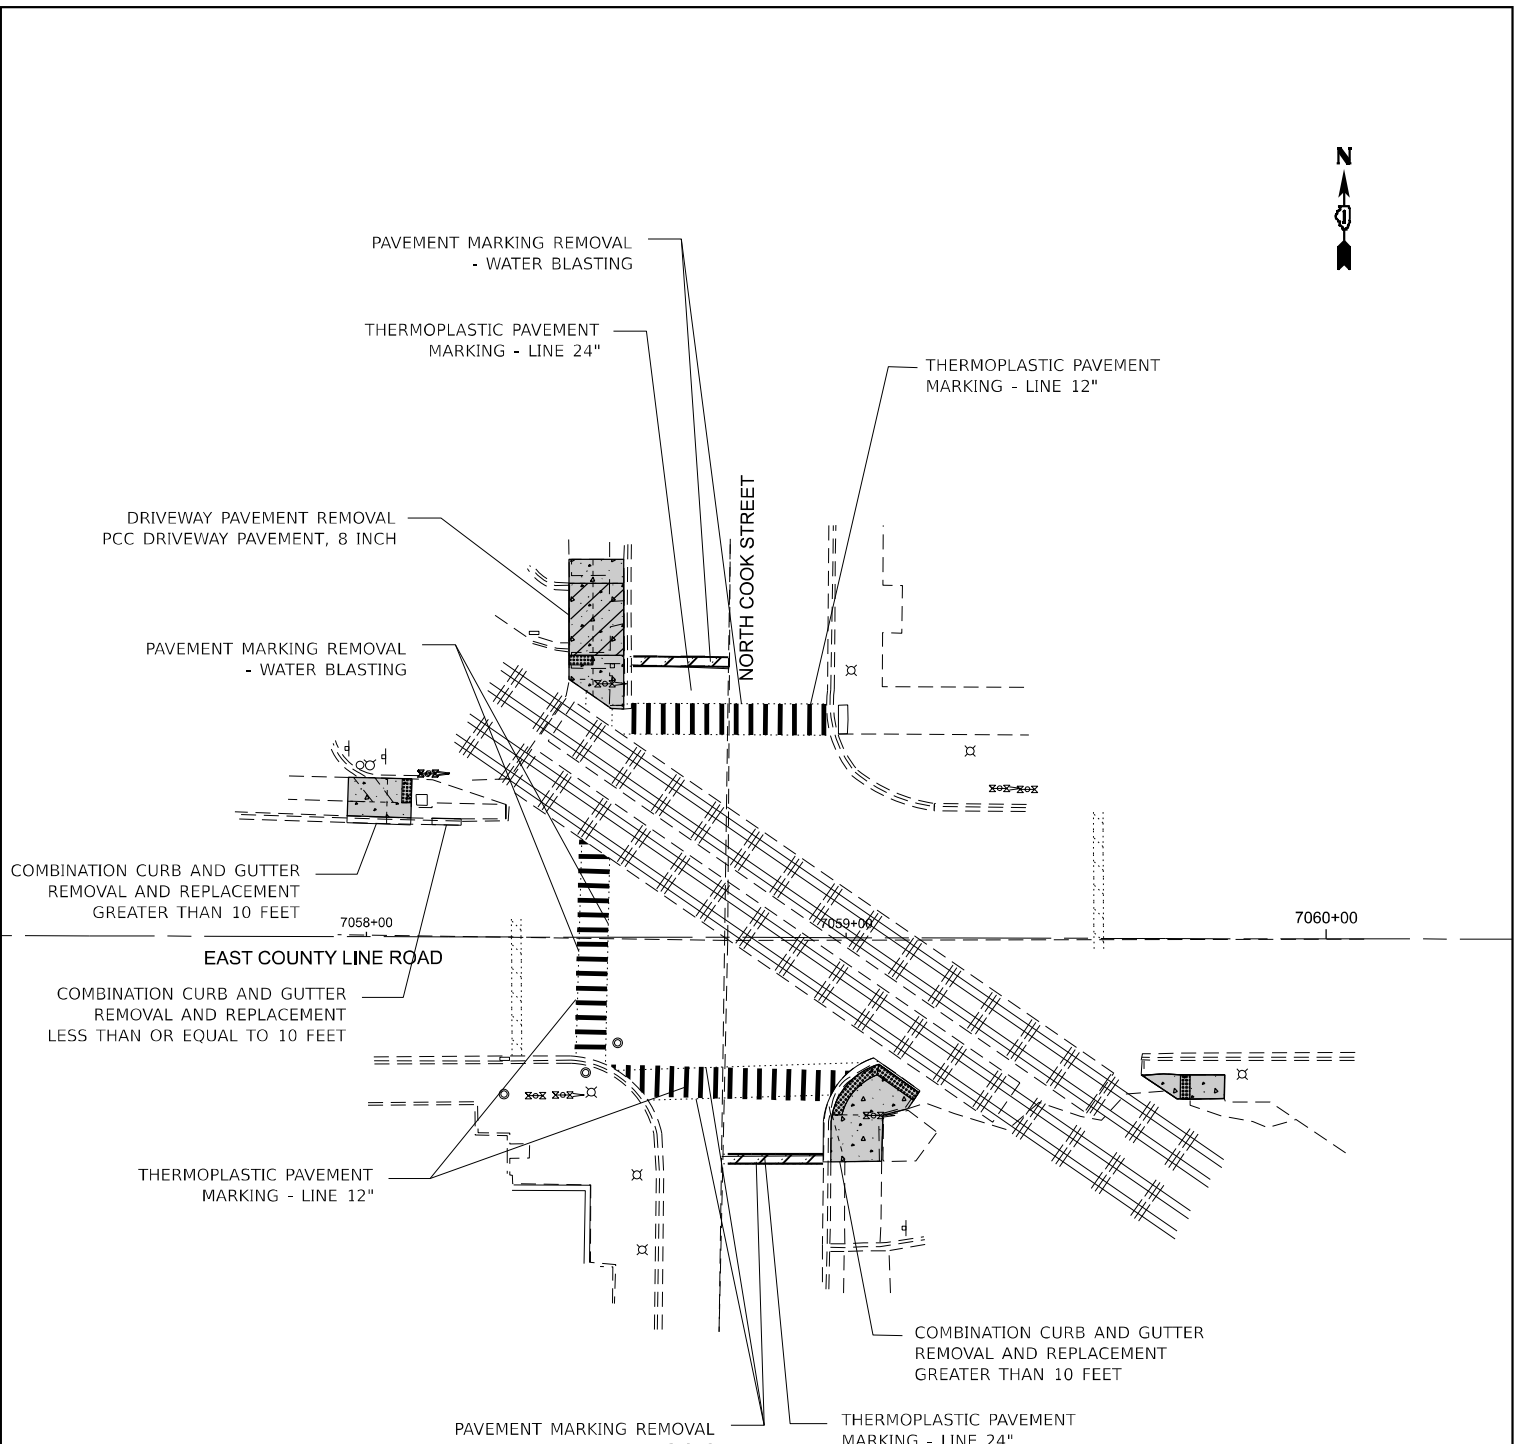 N
PAVEMENT MARKING REMOVAL
- WATER BLASTING
THERMOPLASTIC PAVEMENT
MARKING - LINE 24"
THERMOPLASTIC PAVEMENT
MARKING - LINE 12"
NORTH COOK STREET
DRIVEWAY PAVEMENT REMOVAL
PCC DRIVEWAY PAVEMENT, 8 INCH
PAVEMENT MARKING REMOVAL
- WATER BLASTING
COMBINATION CURB AND GUTTER
REMOVAL AND REPLACEMENT
GREATER THAN 10 FEET
7058+00
7059+00
7060+00
EAST COUNTY LINE ROAD
COMBINATION CURB AND GUTTER
REMOVAL AND REPLACEMENT
LESS THAN OR EQUAL TO 10 FEET
THERMOPLASTIC PAVEMENT
MARKING - LINE 12"
COMBINATION CURB AND GUTTER
REMOVAL AND REPLACEMENT
GREATER THAN 10 FEET
PAVEMENT MARKING REMOVAL
THERMOPLASTIC PAVEMENT
MARKING - LINE 24"